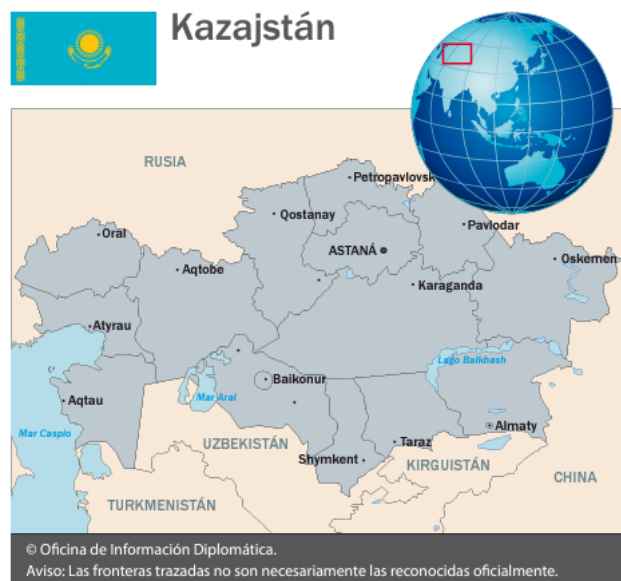 Kazajstán
RUSIA
Petropavlovsk
Qostanay
Pavlodar
Oral
ASTANÁ
Oskemen
Aqtobe
Karaganda
Atyrau
Lago Balkhash
Baikonur
Mar Aral
Aqtau
Almaty
Mar Caspio
UZBEKISTÁN
Taraz
Shymkent
KIRGUISTÁN
CHINA
TURKMENISTÁN
© Oficina de Información Diplomática.
Aviso: Las fronteras trazadas no son necesariamente las reconocidas oficialmente.